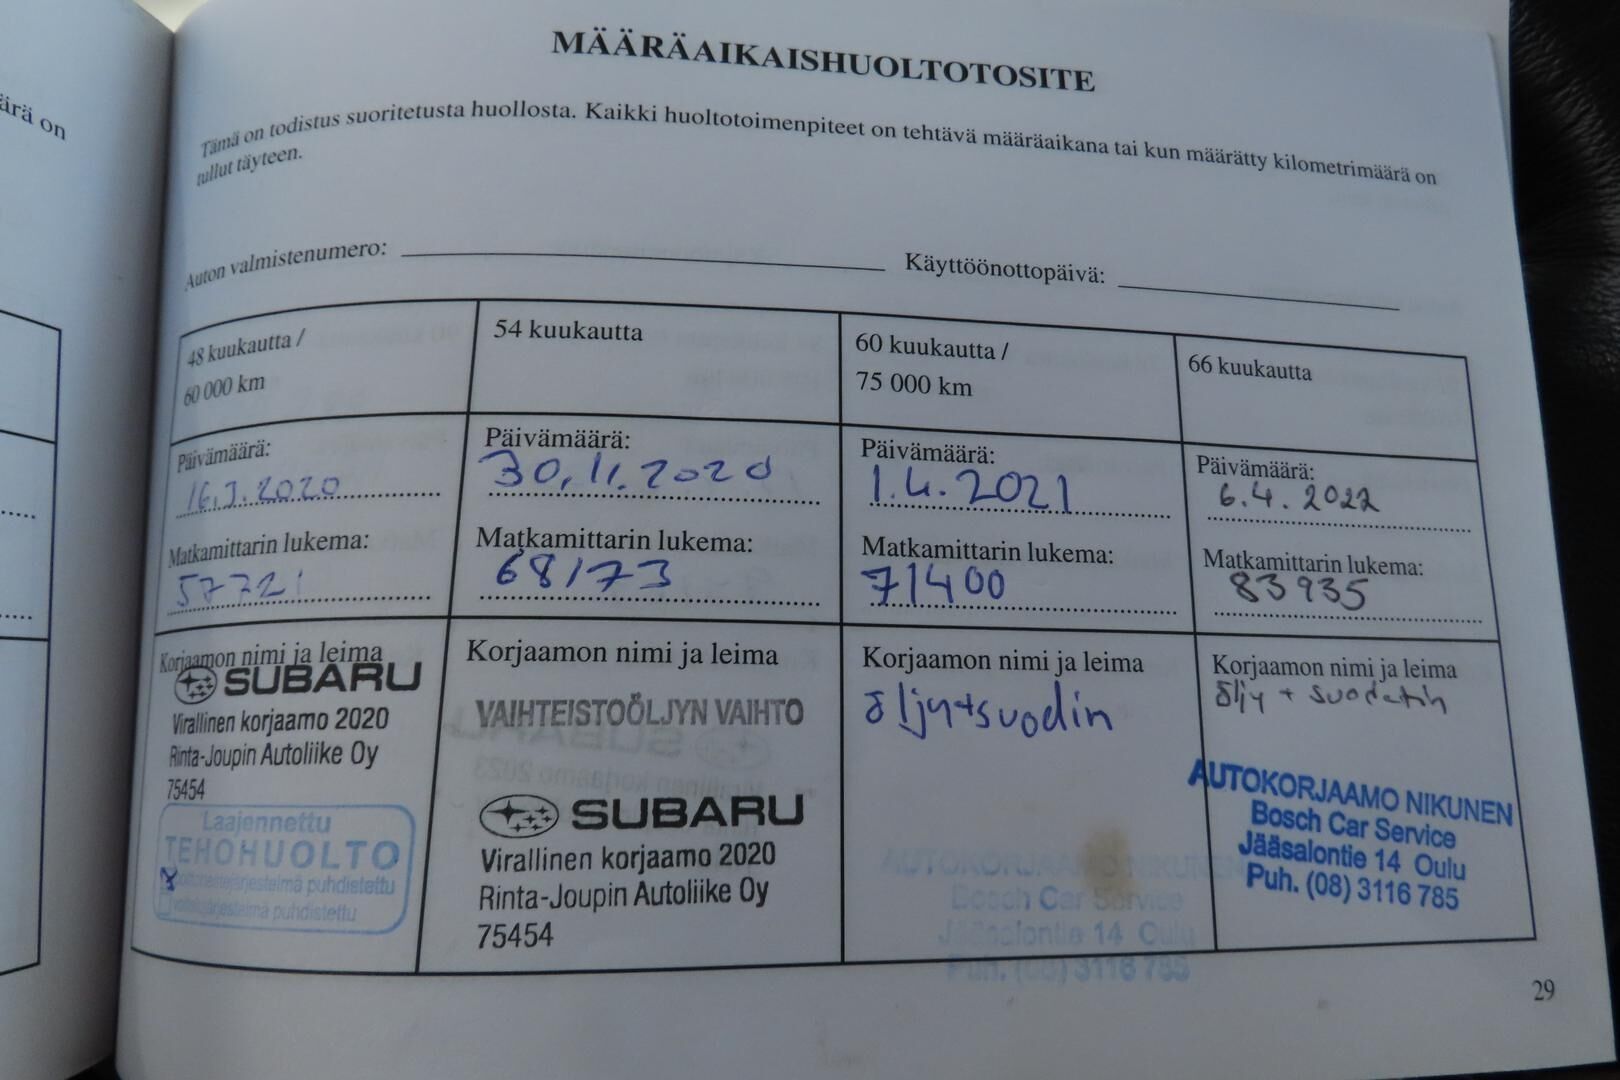 ärä on
MÄÄRÄAIKAISHUOLTOTOSITE
Tämä on todistus suoritetusta huollosta. Kaikki huoltotoimenpiteet on tehtävä määräaikana tai kun määrätty kilometrimäärä on
tullut täyteen.
Auton valmistenumero:
Käyttöönottopäivä:
48 kuukautta /
60 000 km
Päivämäärä:
16.3.2020
Matkamittarin lukema:
57721
Korjaamon nimi ja leima
SUBARU
Virallinen korjaamo 2020
Rinta-Joupin Autoliike Oy
75454
Laajennettu
TEHOHUOLTO
puhdistettu
voitelujärjestelmä puhdistettu
54 kuukautta
Päivämäärä:
30.11.2020
Matkamittarin lukema:
68173
Korjaamon nimi ja leima
VAIHTEISTOÖLJYN VAIHTO
SUBARU
Virallinen korjaamo 2020
Rinta-Joupin Autoliike Oy
75454
60 kuukautta /
75 000 km
Päivämäärä:
1.4.2021
Matkamittarin lukema:
71400
Korjaamon nimi ja leima
öljy+suodin
AUTOKORJAAMO NIKUNEN
Bosch Car Service
Jääsalontie 14 Oulu
Puh. (08) 3116 785
66 kuukautta
Päivämäärä:
6.4.2022
Matkamittarin lukema:
83935
Korjaamon nimi ja leima
öljy + suodatin
AUTOKORJAAMO NIKUNEN
Bosch Car Service
Jääsalontie 14 Oulu
Puh. (08) 3116 785
29